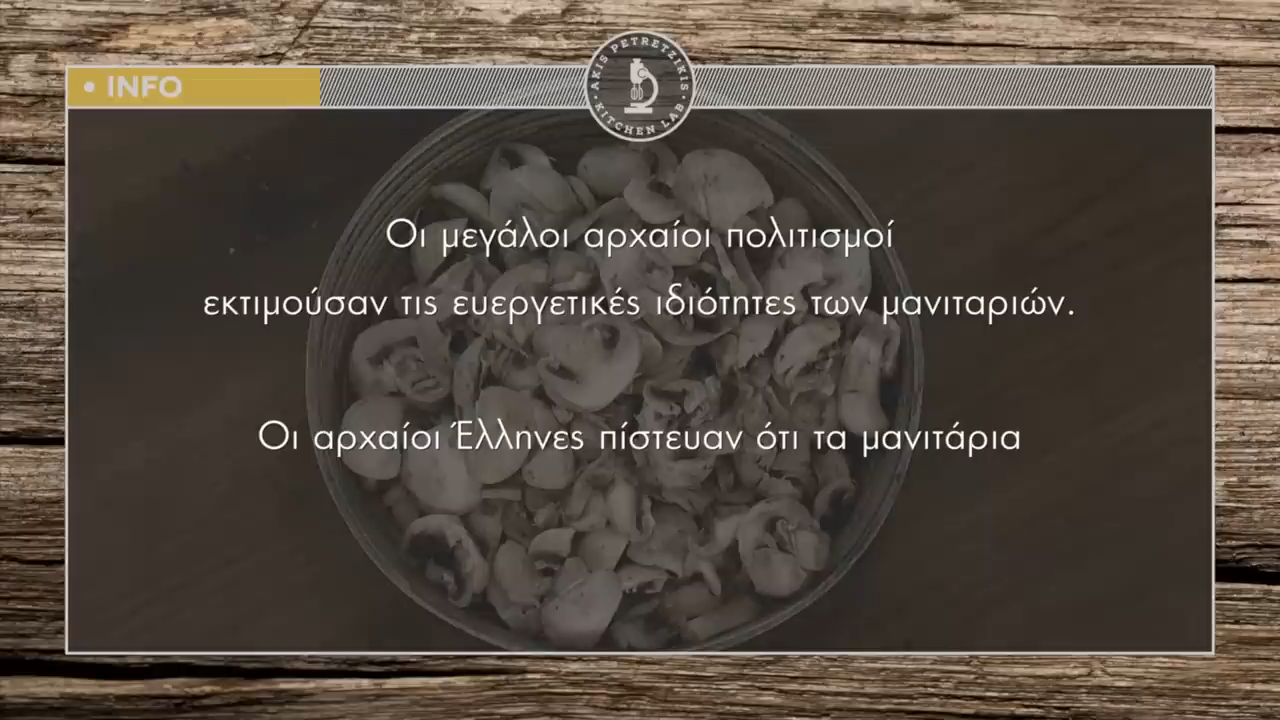 • INFO
AKIS PETRETZIKIS
• KITCHEN LAB •
Οι μεγάλοι αρχαίοι πολιτισμοί
εκτιμούσαν τις ευεργετικές ιδιότητες των μανιταριών.
Οι αρχαίοι Έλληνες πίστευαν ότι τα μανιτάρια